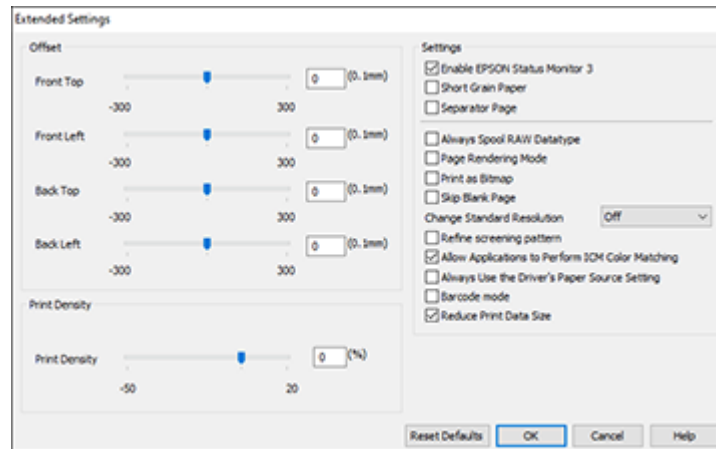 Extended Settings
Offset
Front Top
0
(0.1mm)
-300
300
Front Left
0
(0.1mm)
-300
300
Back Top
0
(0.1mm)
-300
300
Back Left
0
(0.1mm)
-300
300
Print Density
Print Density
0
(%)
-50
20
Settings
Enable EPSON Status Monitor 3
Short Grain Paper
Separator Page
Always Spool RAW Datatype
Page Rendering Mode
Print as Bitmap
Skip Blank Page
Change Standard Resolution
Off
Refine screening pattern
Allow Applications to Perform ICM Color Matching
Always Use the Driver's Paper Source Setting
Barcode mode
Reduce Print Data Size
Reset Defaults
OK
Cancel
Help